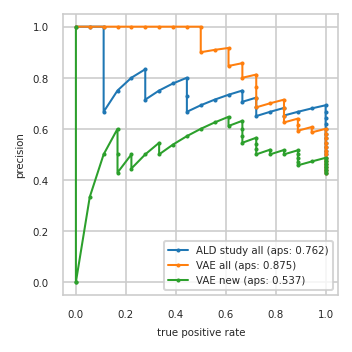 1.0
0.8
0.6
0.4
0.2
0.0
precision
0.0 0.2 0.4 0.6 0.8 1.0
true positive rate
ALD study all (aps: 0.762)
VAE all (aps: 0.875)
VAE new (aps: 0.537)